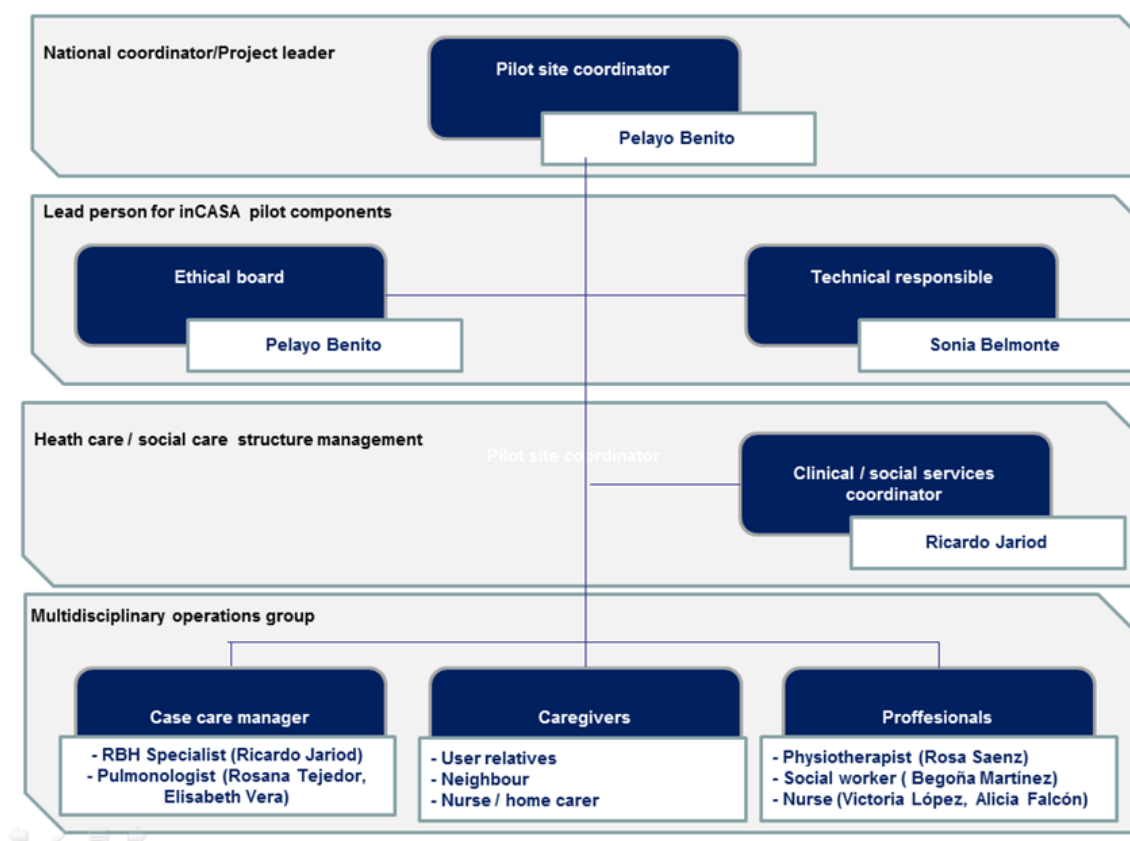 National coordinator/Project leader
Pilot site coordinator
Pelayo Benito
Lead person for inCASA pilot components
Ethical board
Pelayo Benito
Technical responsible
Sonia Belmonte
Heath care / social care structure management
Pilot site coordinator
Clinical / social services
coordinator
Ricardo Jariod
Multidisciplinary operations group
Case care manager
- RBH Specialist (Ricardo Jariod)
- Pulmonologist (Rosana Tejedor,
Elisabeth Vera)
Caregivers
- User relatives
- Neighbour
- Nurse / home carer
Proffesionals
- Physiotherapist (Rosa Saenz)
- Social worker ( Begoña Martínez)
- Nurse (Victoria López, Alicia Falcón)